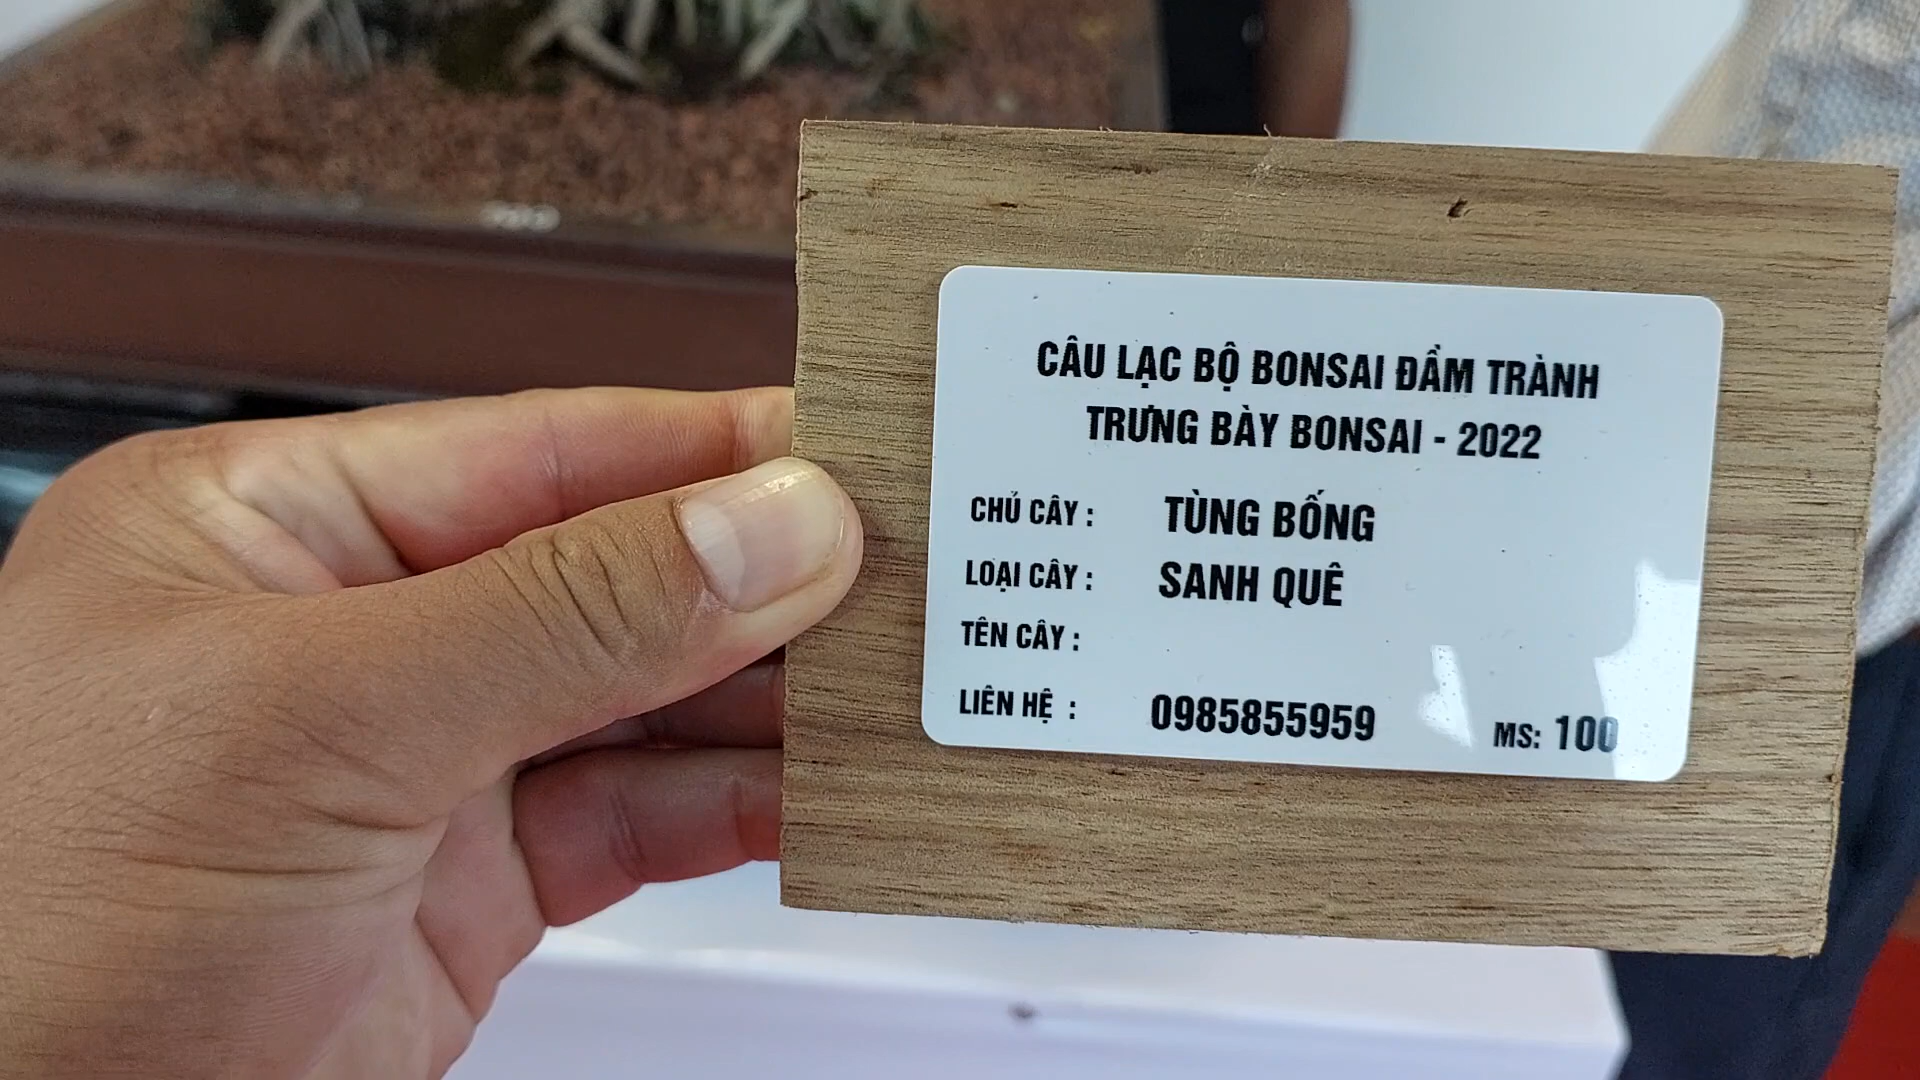 CÂU LẠC BỘ BONSAI ĐẦM TRÀNH
TRƯNG BÀY BONSAI - 2022
CHỦ CÂY : TÙNG BỐNG
LOẠI CÂY : SANH QUÊ
TÊN CÂY :
LIÊN HỆ : 0985855959 MS: 100